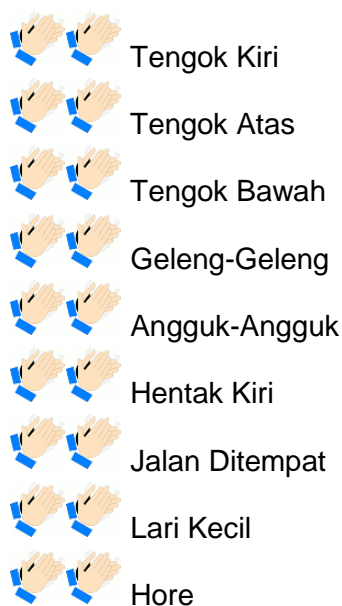 Tengok Kiri
Tengok Atas
Tengok Bawah
Geleng-Geleng
Angguk-Angguk
Hentak Kiri
Jalan Ditempat
Lari Kecil
Hore